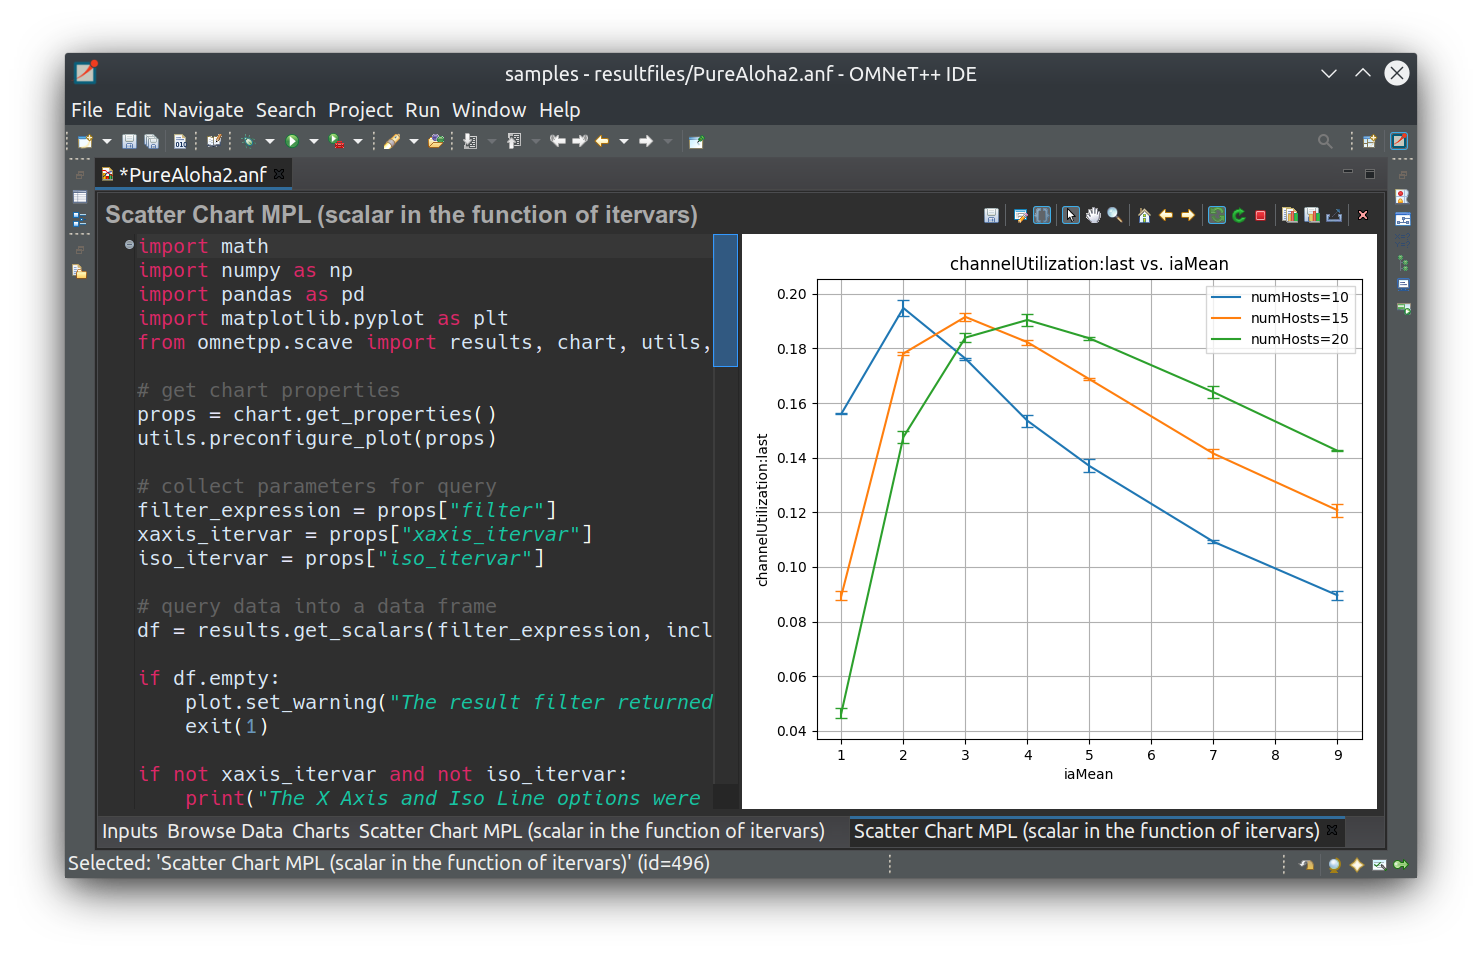 samples - resultfiles/PureAloha2.anf - OMNeT++ IDE
File Edit Navigate Search Project Run Window Help
*PureAloha2.anf
Scatter Chart MPL (scalar in the function of itervars)
import math
import numpy as np
import pandas as pd
import matplotlib.pyplot as plt
from omnetpp.scave import results, chart, utils,
# get chart properties
props = chart.get_properties()
utils.preconfigure_plot(props)
# collect parameters for query
filter_expression = props["filter"]
xaxis_itervar = props["xaxis_itervar"]
iso_itervar = props["iso_itervar"]
# query data into a data frame
df = results.get_scalars(filter_expression, incl
if df.empty:
plot.set_warning("The result filter returned
exit(1)
if not xaxis_itervar and not iso_itervar:
print("The X Axis and Iso Line options were
channelUtilization:last vs. iaMean
numHosts=10
numHosts=15
numHosts=20
channelUtilization:last
0.20
0.18
0.16
0.14
0.12
0.10
0.08
0.06
0.04
1 2 3 4 5 6 7 8 9
iaMean
Inputs Browse Data Charts Scatter Chart MPL (scalar in the function of itervars) Scatter Chart MPL (scalar in the function of itervars)
Selected: 'Scatter Chart MPL (scalar in the function of itervars)' (id=496)